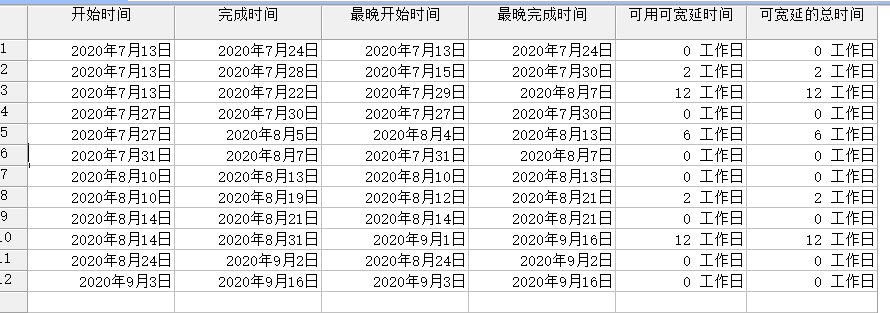 开始时间 完成时间 最晚开始时间 最晚完成时间 可用可宽延时间 可宽延的总时间
1 2020年7月13日 2020年7月24日 2020年7月13日 2020年7月24日 0 工作日 0 工作日
2 2020年7月13日 2020年7月28日 2020年7月15日 2020年7月30日 2 工作日 2 工作日
3 2020年7月13日 2020年7月22日 2020年7月29日 2020年8月7日 12 工作日 12 工作日
4 2020年7月27日 2020年7月30日 2020年7月27日 2020年7月30日 0 工作日 0 工作日
5 2020年7月27日 2020年8月5日 2020年8月4日 2020年8月13日 6 工作日 6 工作日
6 2020年7月31日 2020年8月7日 2020年7月31日 2020年8月7日 0 工作日 0 工作日
7 2020年8月10日 2020年8月13日 2020年8月10日 2020年8月13日 0 工作日 0 工作日
8 2020年8月10日 2020年8月19日 2020年8月12日 2020年8月21日 2 工作日 2 工作日
9 2020年8月14日 2020年8月21日 2020年8月14日 2020年8月21日 0 工作日 0 工作日
10 2020年8月14日 2020年8月31日 2020年9月1日 2020年9月16日 12 工作日 12 工作日
11 2020年8月24日 2020年9月2日 2020年8月24日 2020年9月2日 0 工作日 0 工作日
12 2020年9月3日 2020年9月16日 2020年9月3日 2020年9月16日 0 工作日 0 工作日